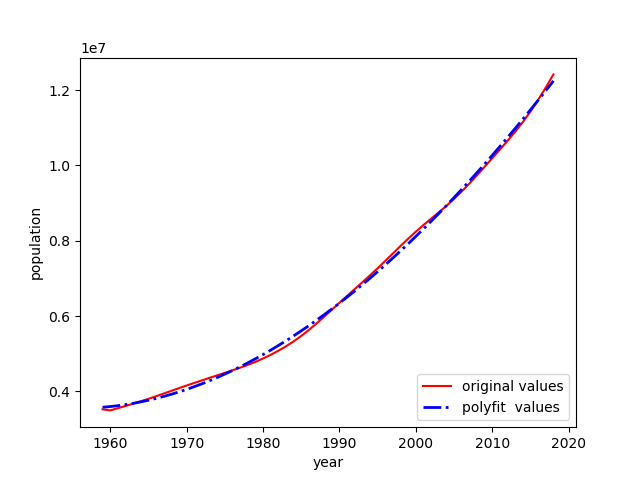 1e7
1.2
1.0
0.8
0.6
0.4
population
original values
polyfit  values
1960 1970 1980 1990 2000 2010 2020
year